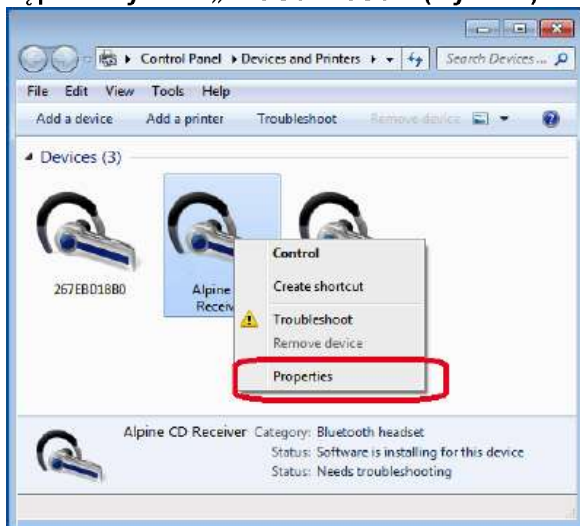 Control Panel ▸ Devices and Printers ▸
Search Devices...
File Edit View Tools Help
Add a device Add a printer Troubleshoot Remove device
Devices (3)
267EBD18B0
Alpine
Receiv
Control
Create shortcut
Troubleshoot
Remove device
Properties
Alpine CD Receiver Category: Bluetooth headset
Status: Software is installing for this device
Status: Needs troubleshooting